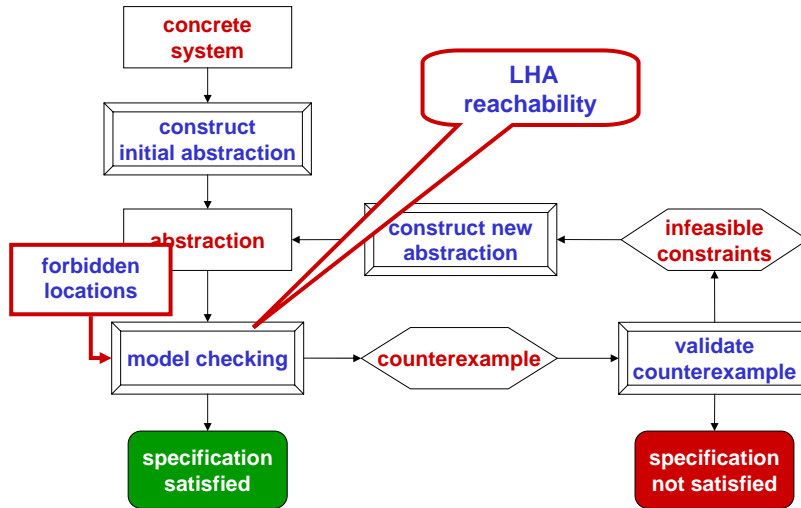 concrete
system
LHA
reachability
construct
initial abstraction
abstraction
construct new
abstraction
infeasible
constraints
forbidden
locations
model checking
counterexample
validate
counterexample
specification
satisfied
specification
not satisfied